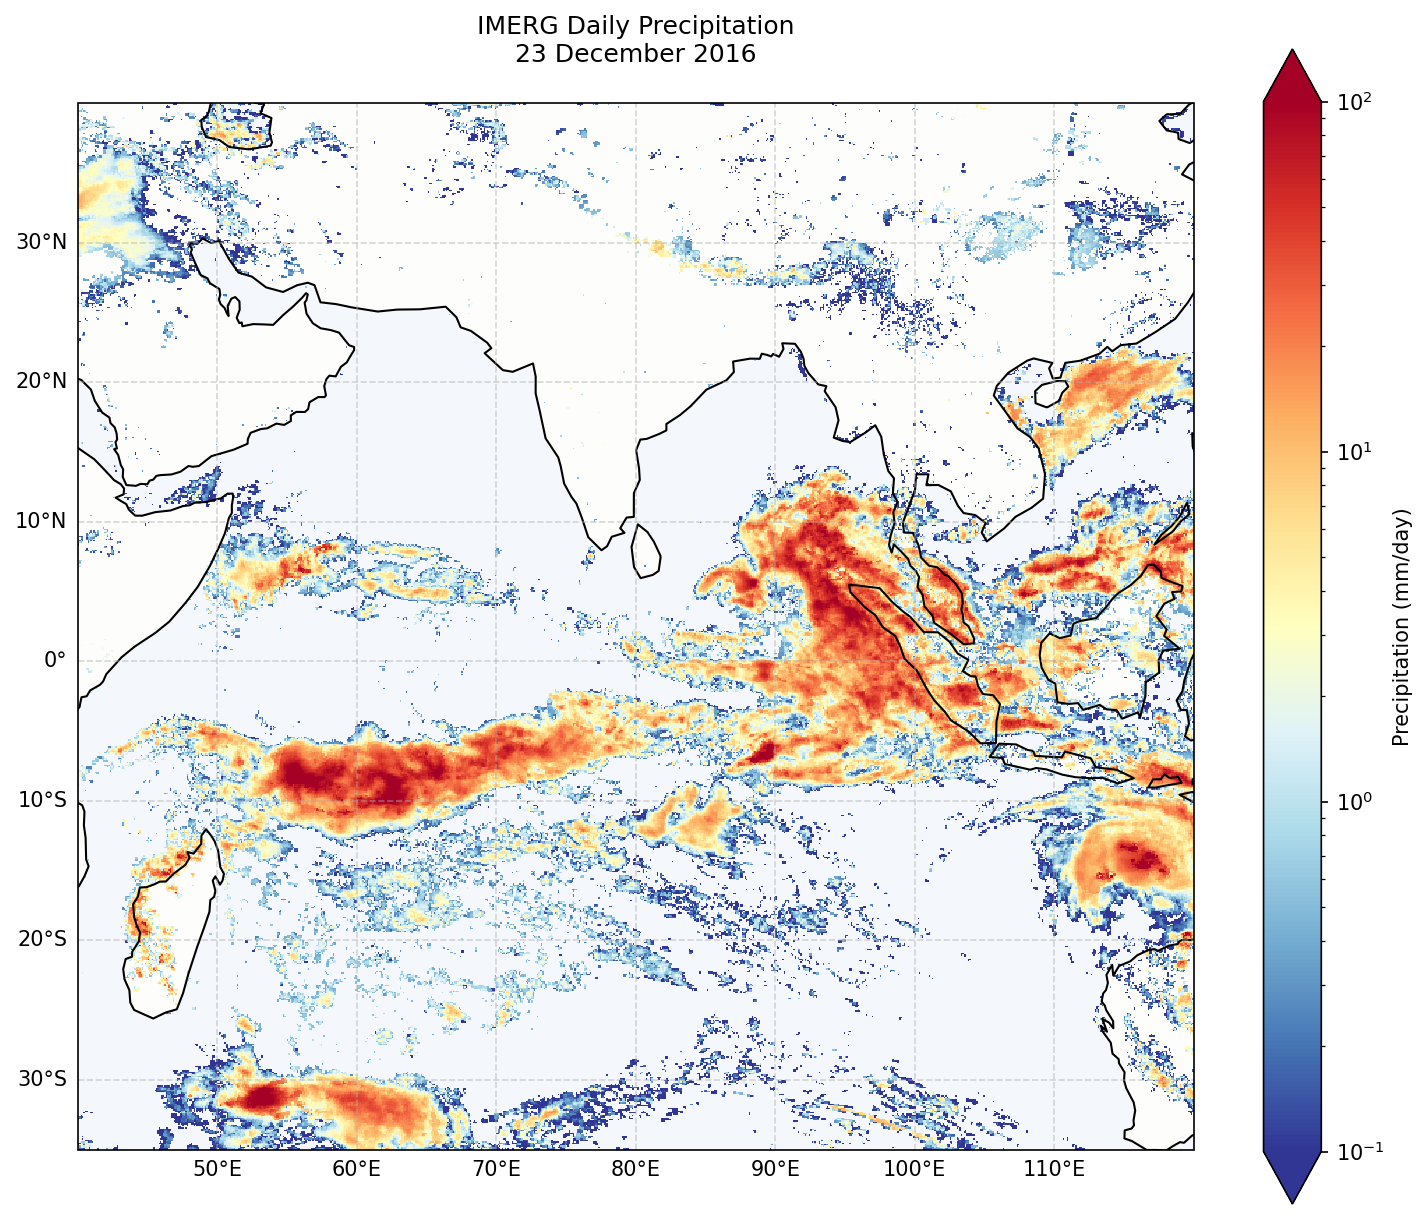 IMERG Daily Precipitation
23 December 2016
30°N
20°N
10°N
0°
10°S
20°S
30°S
50°E
60°E
70°E
80°E
90°E
100°E
110°E
10²
10¹
10⁰
10⁻¹
Precipitation (mm/day)